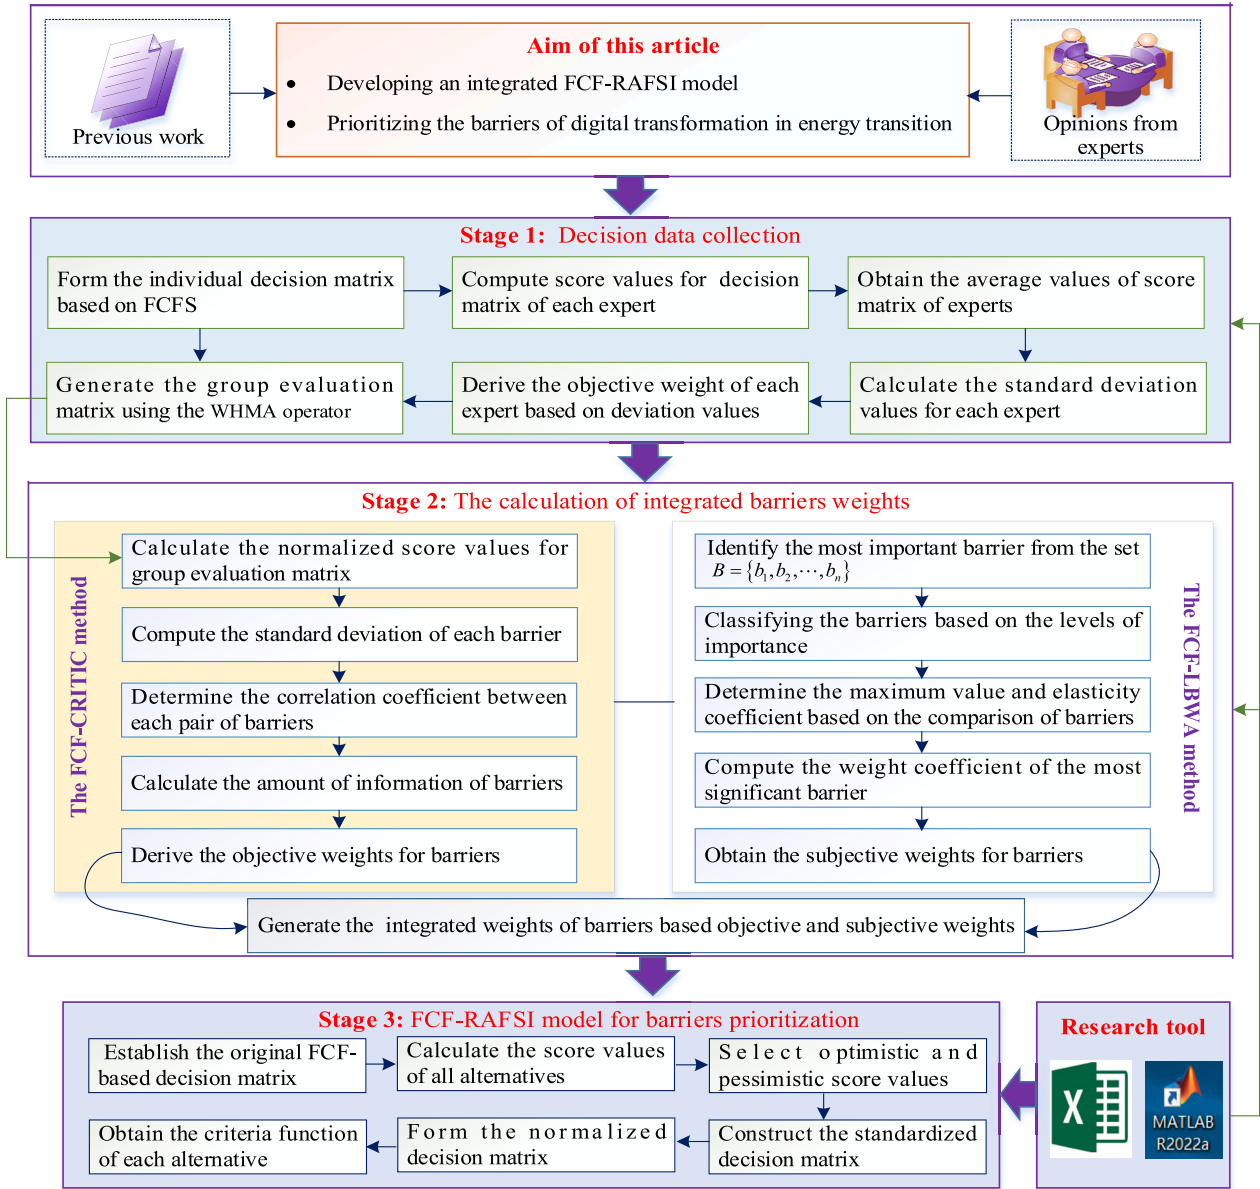 Aim of this article
Developing an integrated FCF-RAFSI model
Prioritizing the barriers of digital transformation in energy transition
Previous work
Opinions from
experts
Stage 1: Decision data collection
Form the individual decision matrix
based on FCFS
Compute score values for decision
matrix of each expert
Obtain the average values of score
matrix of experts
Generate the group evaluation
matrix using the WHMA operator
Derive the objective weight of each
expert based on deviation values
Calculate the standard deviation
values for each expert
Stage 2: The calculation of integrated barriers weights
The FCF-CRITIC method
Calculate the normalized score values for
group evaluation matrix
Compute the standard deviation of each barrier
Determine the correlation coefficient between
each pair of barriers
Calculate the amount of information of barriers
Derive the objective weights for barriers
Identify the most important barrier from the set
B = {b₁, b₂, ⋯, bₙ}
Classifying the barriers based on the levels of
importance
Determine the maximum value and elasticity
coefficient based on the comparison of barriers
Compute the weight coefficient of the most
significant barrier
Obtain the subjective weights for barriers
The FCF-LBWA method
Generate the integrated weights of barriers based objective and subjective weights
Stage 3: FCF-RAFSI model for barriers prioritization
Establish the original FCF-
based decision matrix
Calculate the score values
of all alternatives
Select optimistic and
pessimistic score values
Obtain the criteria function
of each alternative
Form the normalized
decision matrix
Construct the standardized
decision matrix
Research tool
X
MATLAB
R2022a